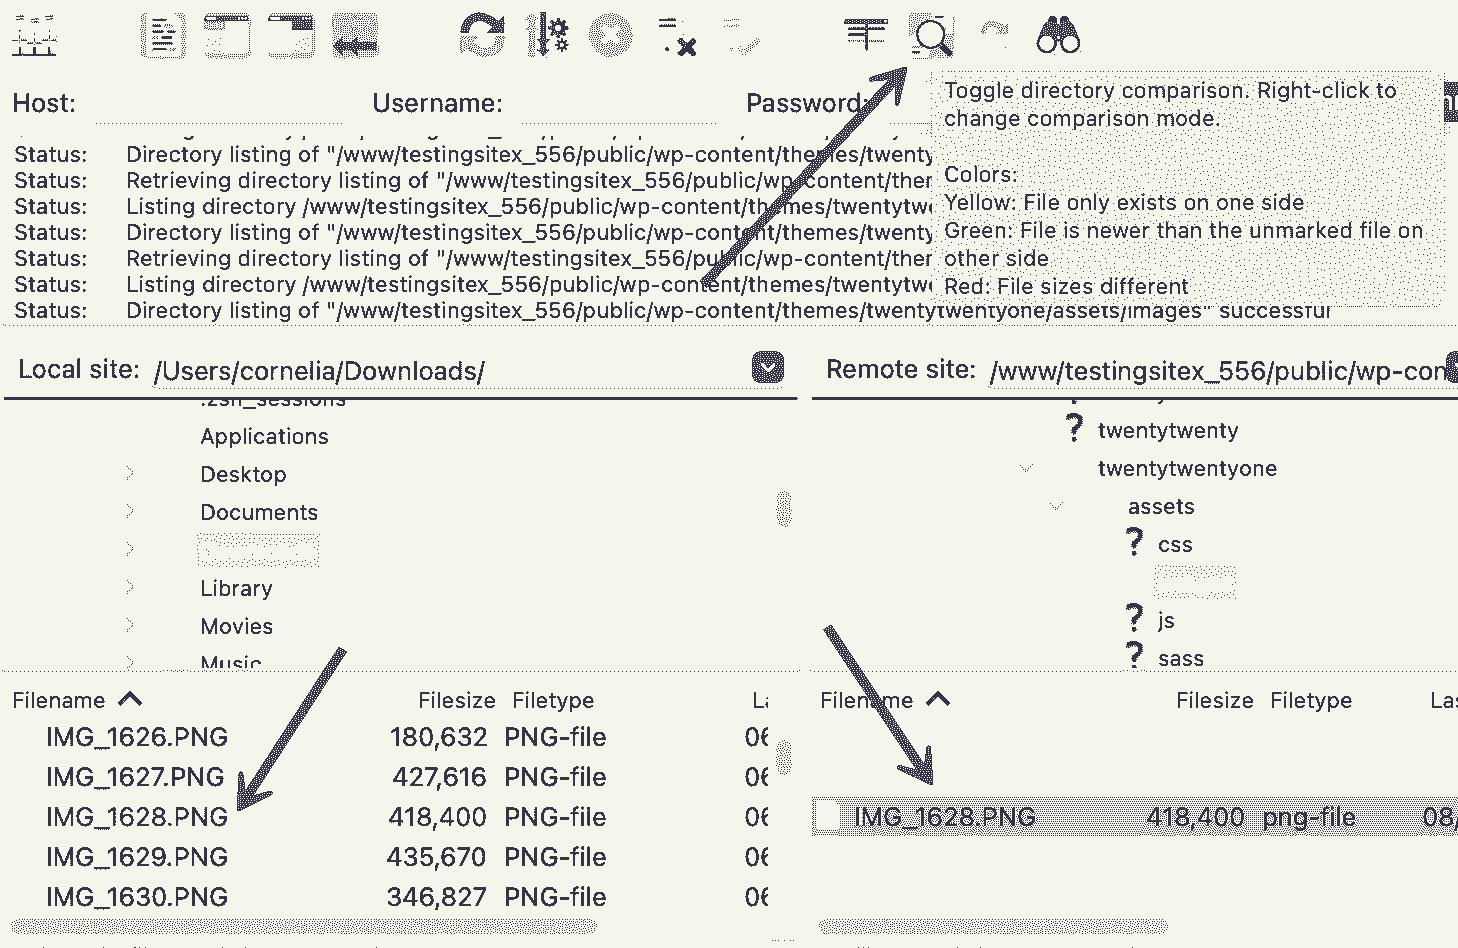 Host: Username: Password:
Toggle directory comparison. Right-click to
change comparison mode.
Colors:
Yellow: File only exists on one side
Green: File is newer than the unmarked file on
other side
Red: File sizes different
Status: Directory listing of "/www/testingsitex_556/public/wp-content/themes/twenty
Status: Retrieving directory listing of "/www/testingsitex_556/public/wp-content/ther
Status: Listing directory /www/testingsitex_556/public/wp-content/themes/twentytw
Status: Directory listing of "/www/testingsitex_556/public/wp-content/themes/twenty
Status: Retrieving directory listing of "/www/testingsitex_556/public/wp-content/ther
Status: Listing directory /www/testingsitex_556/public/wp-content/themes/twentytw
Status: Directory listing of "/www/testingsitex_556/public/wp-content/themes/twentytwentyone/assets/images" successful
Local site: /Users/cornelia/Downloads/
.zsh_sessions
Applications
Desktop
Documents
Library
Movies
Music
Remote site: /www/testingsitex_556/public/wp-con
? twentytwenty
twentytwentyone
assets
? css
? js
? sass
Filename Filesize Filetype La
IMG_1626.PNG 180,632 PNG-file 06
IMG_1627.PNG 427,616 PNG-file 06
IMG_1628.PNG 418,400 PNG-file 06
IMG_1629.PNG 435,670 PNG-file 06
IMG_1630.PNG 346,827 PNG-file 06
Filename Filesize Filetype Las
IMG_1628.PNG 418,400 png-file 08/